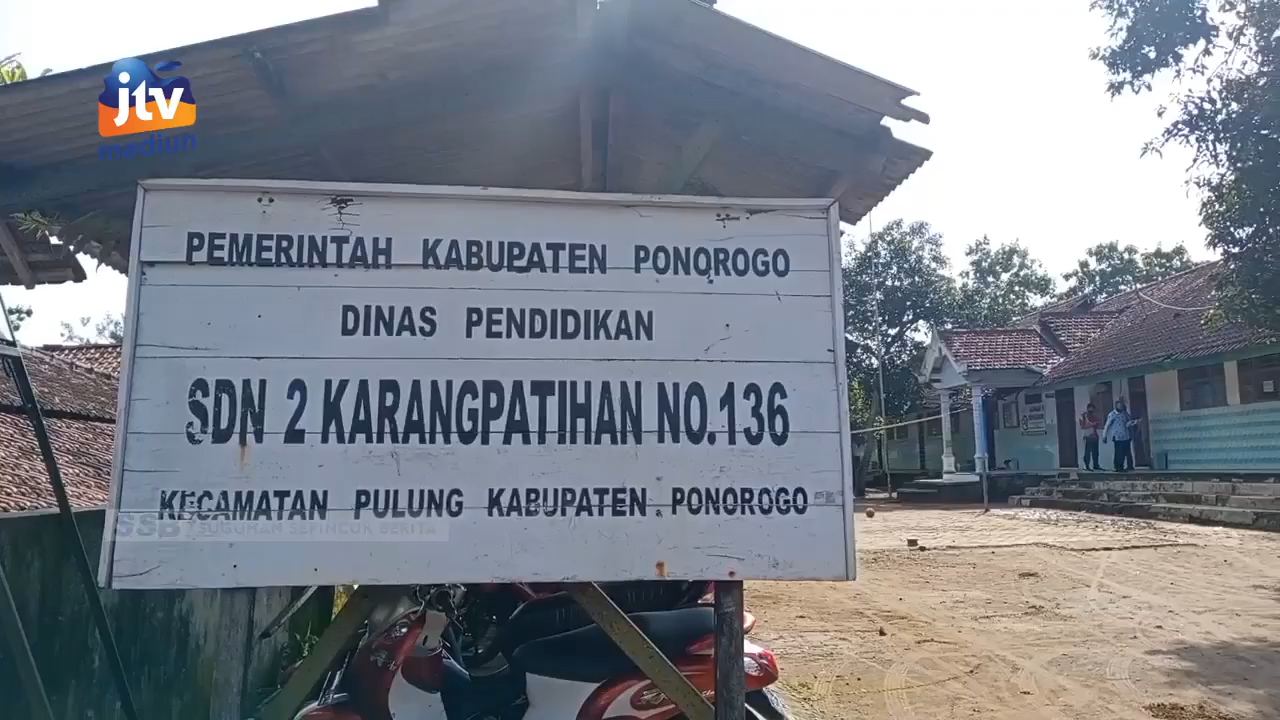 jtv
madiun
PEMERINTAH KABUPATEN PONOROGO
DINAS PENDIDIKAN
SDN 2 KARANGPATIHAN NO.136
KECAMATAN PULUNG KABUPATEN PONOROGO
SSB SUGUHAN SEPINCUK BERITA